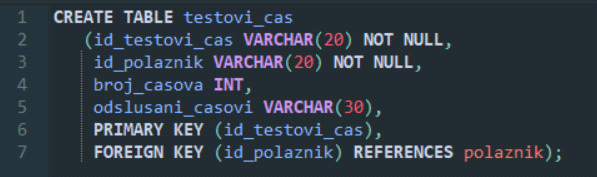 1 CREATE TABLE testovi_cas
2 (id_testovi_cas VARCHAR(20) NOT NULL,
3 id_polaznik VARCHAR(20) NOT NULL,
4 broj_casova INT,
5 odslusani_casovi VARCHAR(30),
6 PRIMARY KEY (id_testovi_cas),
7 FOREIGN KEY (id_polaznik) REFERENCES polaznik);